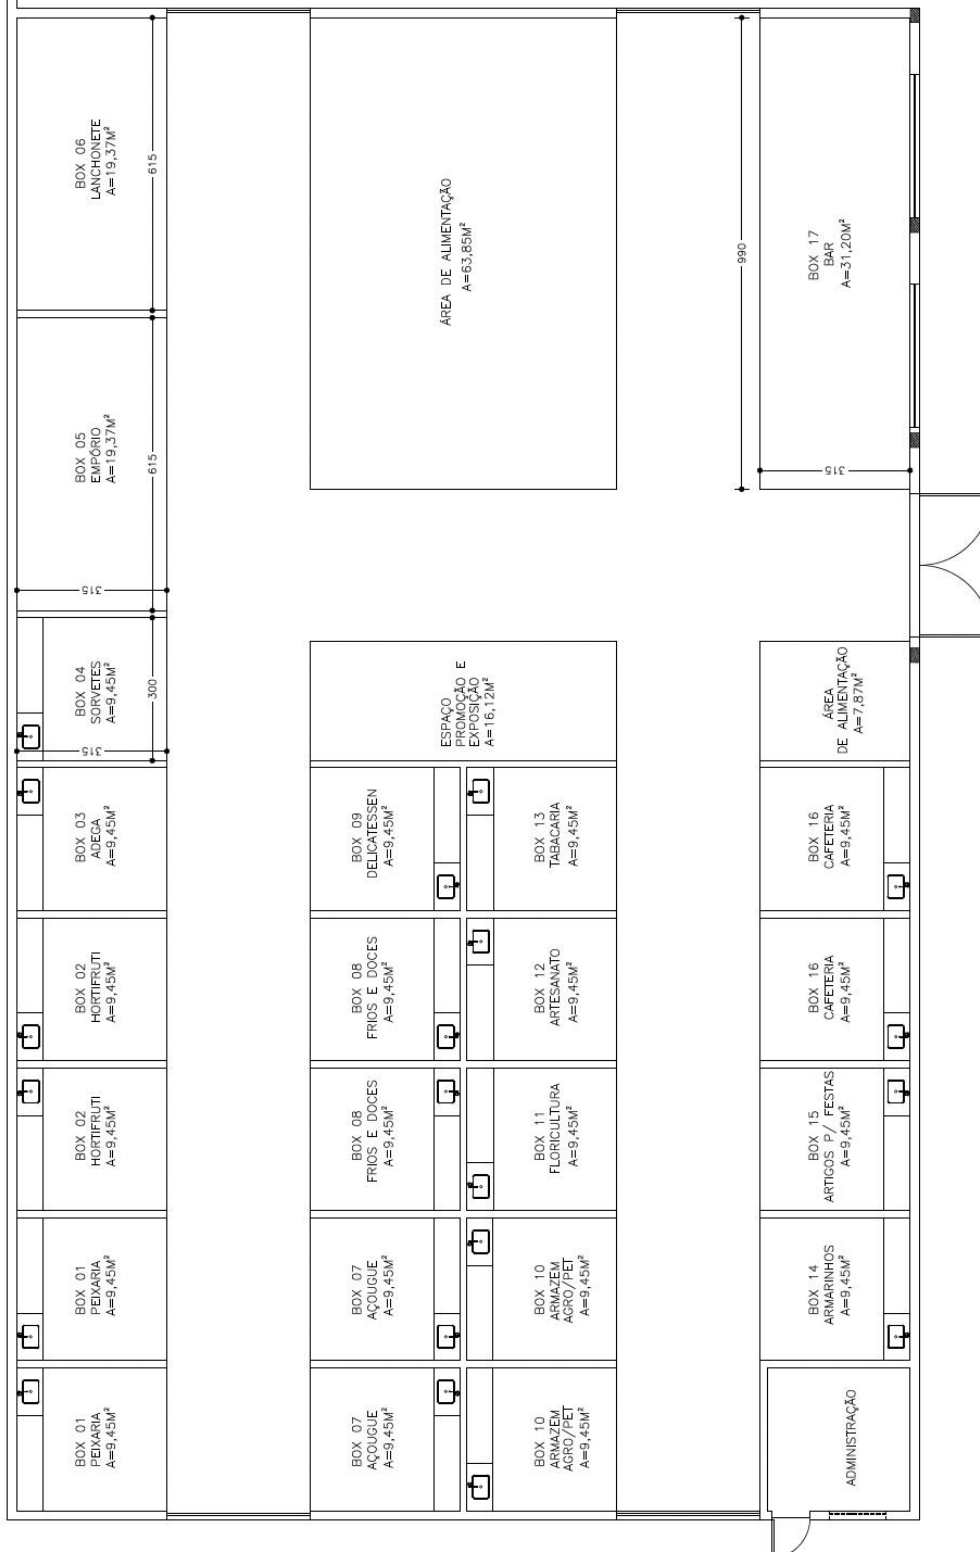 BOX 06
LANCHONETE
A=19,37M²
615
BOX 05
EMPÓRIO
A=19,37M²
615
315
BOX 04
SORVETES
A=9,45M²
300
315
BOX 03
ADEGA
A=9,45M²
BOX 02
HORTIFRUTI
A=9,45M²
BOX 02
HORTIFRUTI
A=9,45M²
BOX 01
PEIXARIA
A=9,45M²
BOX 01
PEIXARIA
A=9,45M²
ÁREA DE ALIMENTAÇÃO
A=63,85M²
ESPAÇO
PROMOÇÃO E
EXPOSIÇÃO
A=16,12M²
BOX 09
DELICATESSEN
A=9,45M²
BOX 08
FRIOS E DOCES
A=9,45M²
BOX 08
FRIOS E DOCES
A=9,45M²
BOX 07
AÇOUGUE
A=9,45M²
BOX 07
AÇOUGUE
A=9,45M²
BOX 13
TABACARIA
A=9,45M²
BOX 12
ARTESANATO
A=9,45M²
BOX 11
FLORICULTURA
A=9,45M²
BOX 10
ARMAZEM
AGRO/PET
A=9,45M²
BOX 10
ARMAZEM
AGRO/PET
A=9,45M²
990
BOX 17
BAR
A=31,20M²
315
ÁREA
DE ALIMENTAÇÃO
A=7,87M²
BOX 16
CAFETERIA
A=9,45M²
BOX 16
CAFETERIA
A=9,45M²
BOX 15
ARTIGOS P/ FESTAS
A=9,45M²
BOX 14
ARMARINHOS
A=9,45M²
ADMINISTRAÇÃO